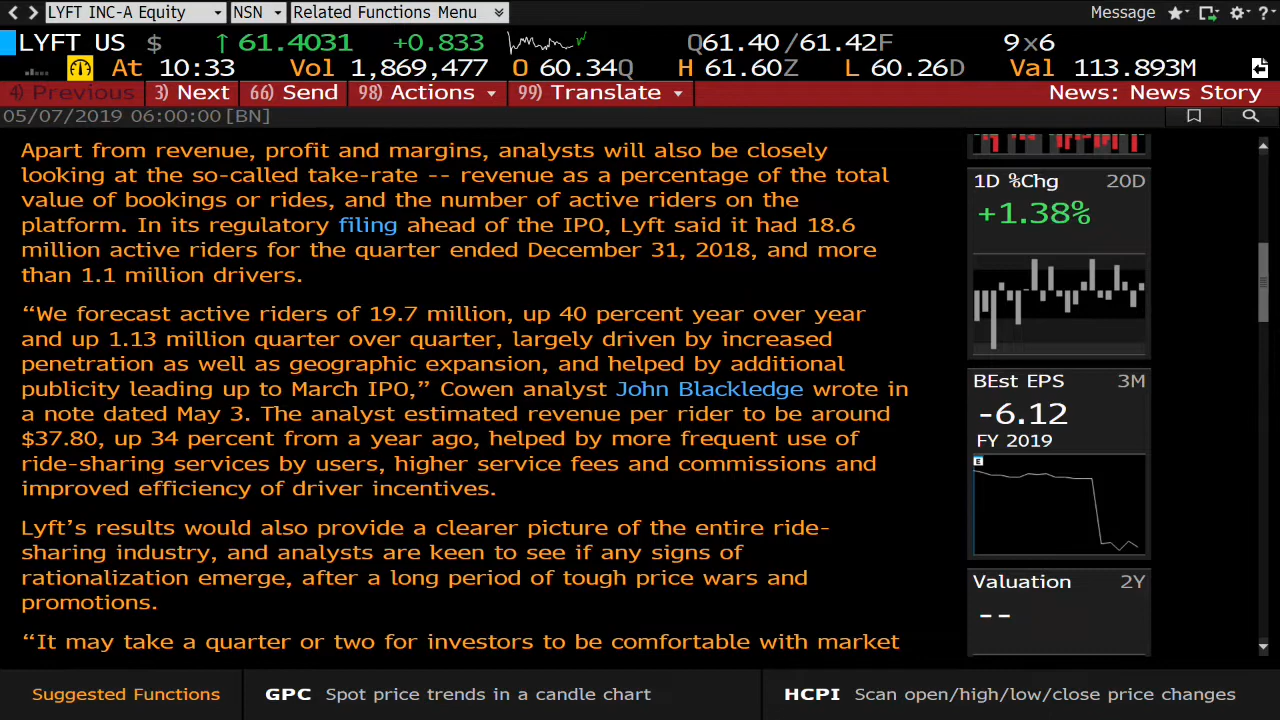 LYFT INC-A Equity NSN Related Functions Menu Message ?
LYFT US $ ↑ 61.4031 +0.833 Q61.40 /61.42F 9x6
At 10:33 Vol 1,869,477 O 60.34Q H 61.60Z L 60.26D Val 113.893M
4) Previous 3) Next 66) Send 98) Actions 99) Translate News: News Story
05/07/2019 06:00:00 [BN]
Apart from revenue, profit and margins, analysts will also be closely
looking at the so-called take-rate -- revenue as a percentage of the total
value of bookings or rides, and the number of active riders on the
platform. In its regulatory filing ahead of the IPO, Lyft said it had 18.6
million active riders for the quarter ended December 31, 2018, and more
than 1.1 million drivers.
“We forecast active riders of 19.7 million, up 40 percent year over year
and up 1.13 million quarter over quarter, largely driven by increased
penetration as well as geographic expansion, and helped by additional
publicity leading up to March IPO,” Cowen analyst John Blackledge wrote in
a note dated May 3. The analyst estimated revenue per rider to be around
$37.80, up 34 percent from a year ago, helped by more frequent use of
ride-sharing services by users, higher service fees and commissions and
improved efficiency of driver incentives.
Lyft’s results would also provide a clearer picture of the entire ride-
sharing industry, and analysts are keen to see if any signs of
rationalization emerge, after a long period of tough price wars and
promotions.
“It may take a quarter or two for investors to be comfortable with market
1D %Chg 20D
+1.38%
BEst EPS 3M
-6.12
FY 2019
E
Valuation 2Y
--
Suggested Functions GPC Spot price trends in a candle chart HCPI Scan open/high/low/close price changes